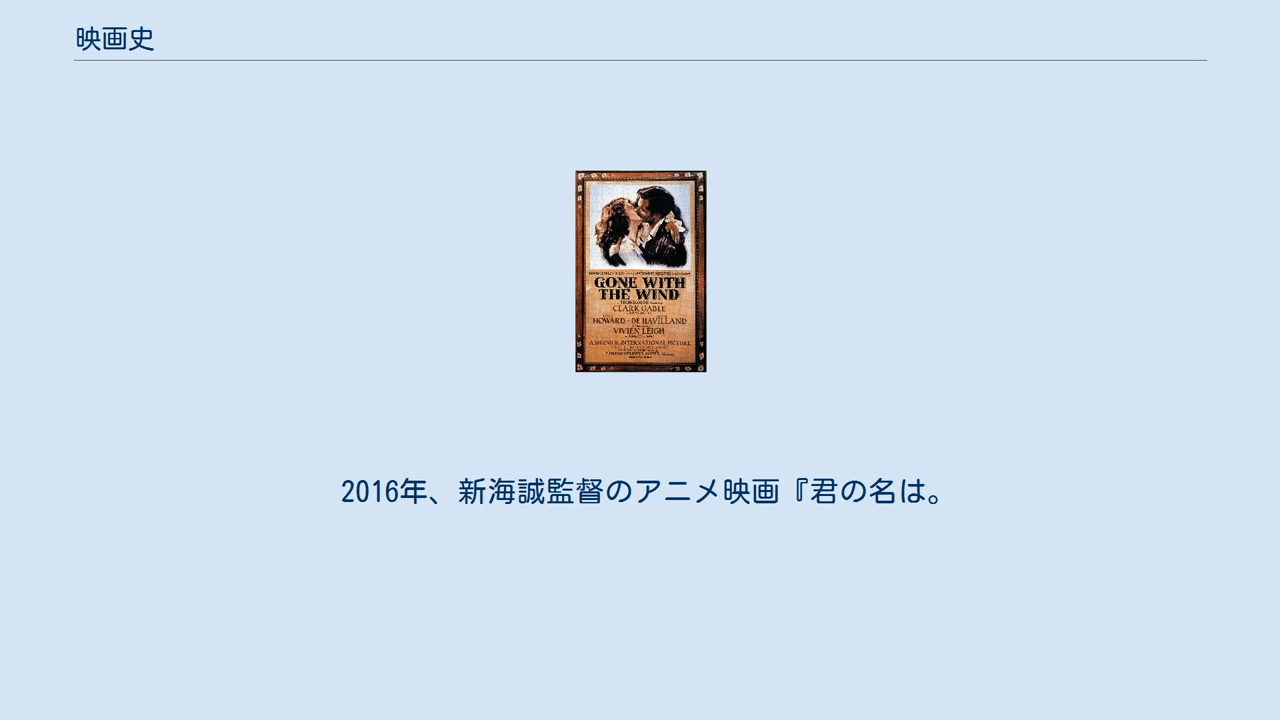 映画史
GONE WITH
THE WIND
CLARK GABLE
HOWARD · DE HAVILLAND
VIVIEN LEIGH
A SELZNICK INTERNATIONAL PICTURE
2016年、新海誠監督のアニメ映画『君の名は。